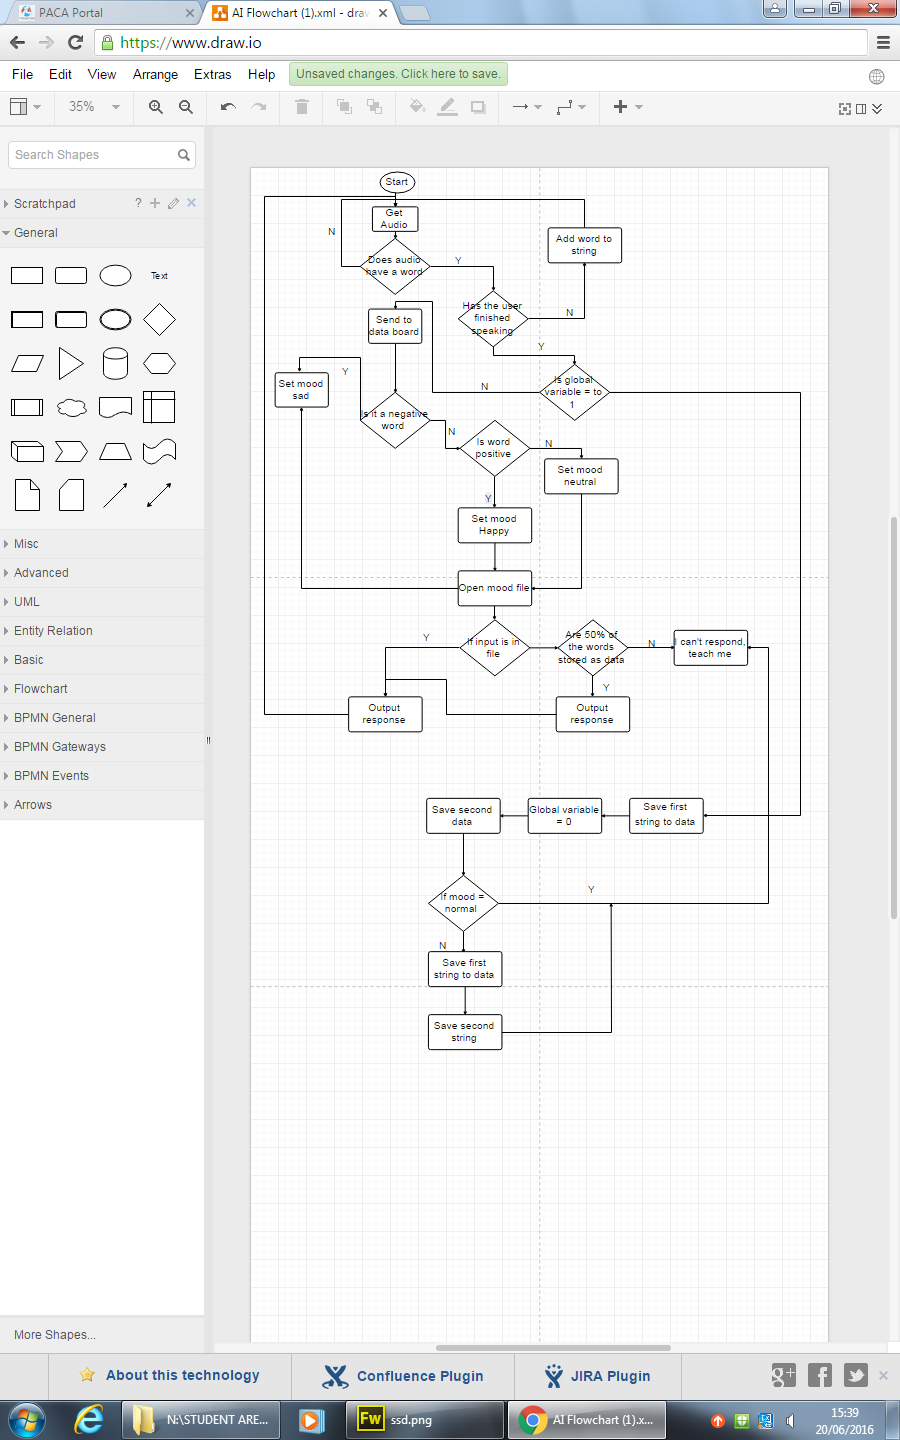 PACA Portal
AI Flowchart (1).xml - drav
https://www.draw.io
File Edit View Arrange Extras Help
Unsaved changes. Click here to save.
35%
Search Shapes
Scratchpad
General
Text
Misc
Advanced
UML
Entity Relation
Basic
Flowchart
BPMN General
BPMN Gateways
BPMN Events
Arrows
More Shapes...
Start
Get
Audio
N
Does audio
have a word
Y
Add word to
string
Has the user
finished
speaking
N
Send to
data board
Y
Set mood
sad
Y
N
Is global
variable = to
1
Is it a negative
word
N
Is word
positive
N
Set mood
neutral
Y
Set mood
Happy
Open mood file
Y
If input is in
file
Are 50% of
the words
stored as data
N
I can't respond,
teach me
Y
Output
response
Output
response
Save second
data
Global variable
= 0
Save first
string to data
If mood =
normal
Y
N
Save first
string to data
Save second
string
About this technology
Confluence Plugin
JIRA Plugin
N:\STUDENT ARE...
ssd.png
AI Flowchart (1).x...
15:39
20/06/2016